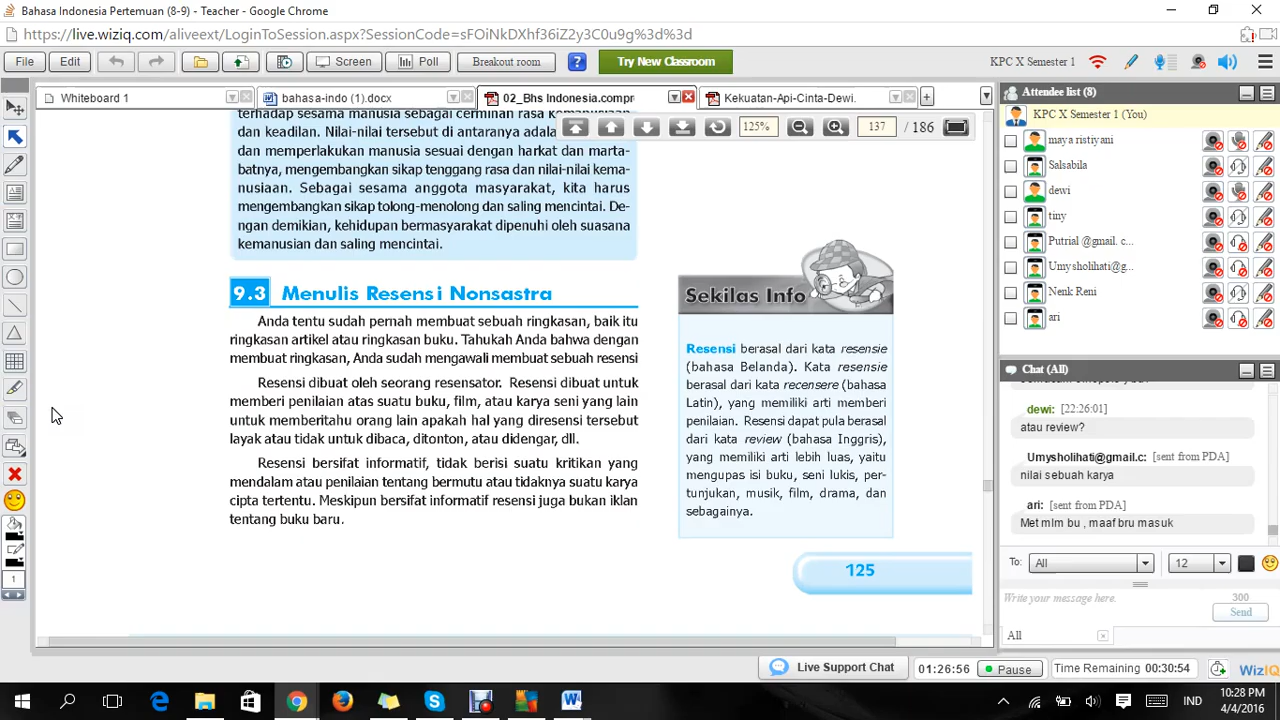 Bahasa Indonesia Pertemuan (8-9) - Teacher - Google Chrome
https://live.wiziq.com/aliveext/LoginToSession.aspx?SessionCode=sFOiNkDXhf36iZ2y3C0u9g%3d%3d
File Edit Screen Poll Breakout room ? Try New Classroom KPC X Semester 1
Whiteboard 1 bahasa-indo (1).docx 02_Bhs Indonesia.compre Kekuatan-Api-Cinta-Dewi.
125% 137 / 186
terhadap sesama manusia sebagai cerminan rasa
dan keadilan. Nilai-nilai tersebut di antaranya
dan memperlakukan manusia sesuai dengan harkat dan marta-
batnya, mengembangkan sikap tenggang rasa dan nilai-nilai kema-
nusiaan. Sebagai sesama anggota masyarakat, kita harus
mengembangkan sikap tolong-menolong dan saling mencintai. De-
ngan demikian, kehidupan bermasyarakat dipenuhi oleh suasana
kemanusian dan saling mencintai.
9.3 Menulis Resensi Nonsastra
Anda tentu sudah pernah membuat sebuah ringkasan, baik itu
ringkasan artikel atau ringkasan buku. Tahukah Anda bahwa dengan
membuat ringkasan, Anda sudah mengawali membuat sebuah resensi
Resensi dibuat oleh seorang resensator. Resensi dibuat untuk
memberi penilaian atas suatu buku, film, atau karya seni yang lain
untuk memberitahu orang lain apakah hal yang diresensi tersebut
layak atau tidak untuk dibaca, ditonton, atau didengar, dll.
Resensi bersifat informatif, tidak berisi suatu kritikan yang
mendalam atau penilaian tentang bermutu atau tidaknya suatu karya
cipta tertentu. Meskipun bersifat informatif resensi juga bukan iklan
tentang buku baru.
Sekilas Info
Resensi berasal dari kata resensie
(bahasa Belanda). Kata resensie
berasal dari kata recensere (bahasa
Latin), yang memiliki arti memberi
penilaian. Resensi dapat pula berasal
dari kata review (bahasa Inggris),
yang memiliki arti lebih luas, yaitu
mengupas isi buku, seni lukis, per-
tunjukan, musik, film, drama, dan
sebagainya.
125
1
Attendee list (8)
KPC X Semester 1 (You)
maya ristiyani
Salsabila
dewi
tiny
Putrial @gmail. c...
Umysholihati@g...
Nenk Reni
ari
Chat (All)
dewi: [22:26:01]
atau review?
Umysholihati@gmail.c: [sent from PDA]
nilai sebuah karya
ari: [sent from PDA]
Met mlm bu , maaf bru masuk
To: All 12
Write your message here. 300
Send
All
Live Support Chat 01:26:56 Pause Time Remaining 00:30:54 WizIQ
IND 10:28 PM
4/4/2016